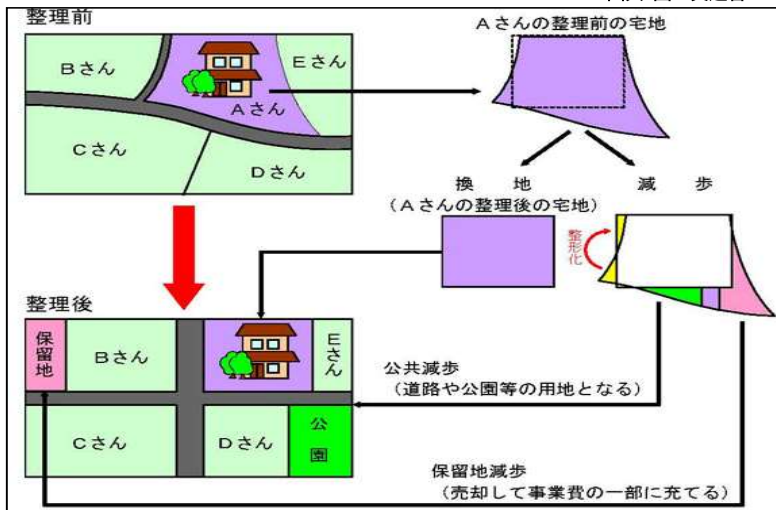 整理前
Aさんの整理前の宅地
Bさん
Eさん
Aさん
Cさん
Dさん
換地
(Aさんの整理後の宅地)
減歩
整形化
整理後
保留地
Bさん
Eさん
公共減歩
(道路や公園等の用地となる)
Cさん
Dさん
公園
保留地減歩
(売却して事業費の一部に充てる)